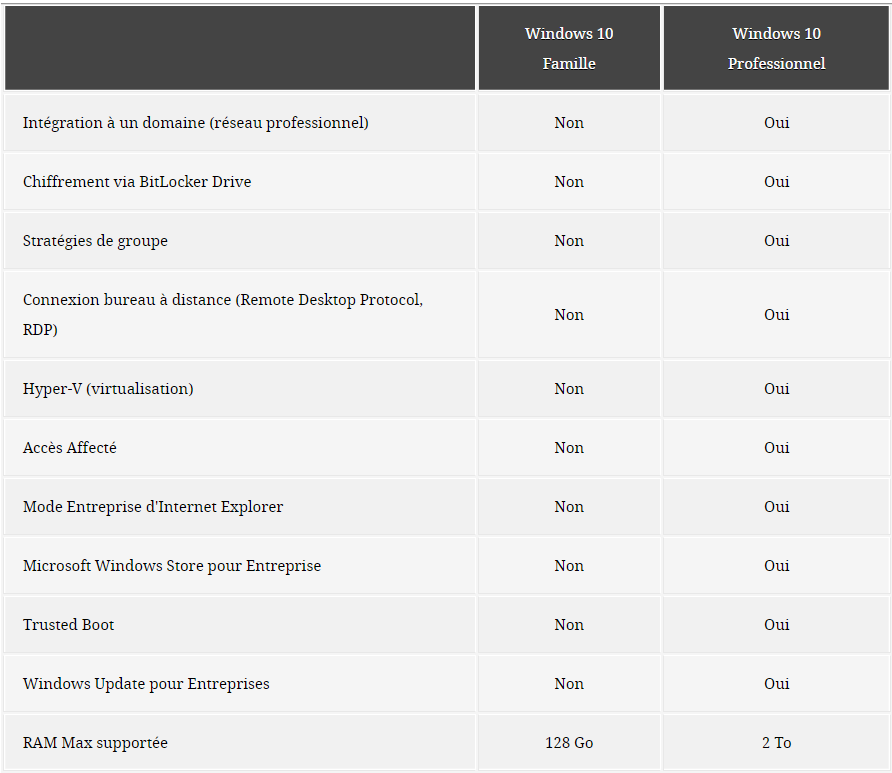 Windows 10
Famille
Windows 10
Professionnel
Intégration à un domaine (réseau professionnel)
Non
Oui
Chiffrement via BitLocker Drive
Non
Oui
Stratégies de groupe
Non
Oui
Connexion bureau à distance (Remote Desktop Protocol,
RDP)
Non
Oui
Hyper-V (virtualisation)
Non
Oui
Accès Affecté
Non
Oui
Mode Entreprise d'Internet Explorer
Non
Oui
Microsoft Windows Store pour Entreprise
Non
Oui
Trusted Boot
Non
Oui
Windows Update pour Entreprises
Non
Oui
RAM Max supportée
128 Go
2 To